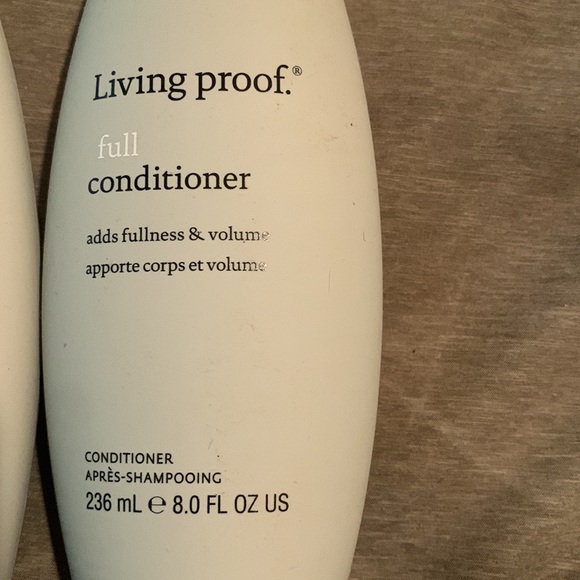 Living proof.®
full
conditioner
adds fullness & volume
apporte corps et volume
CONDITIONER
APRÈS-SHAMPOOING
236 mL ℮ 8.0 FL OZ US